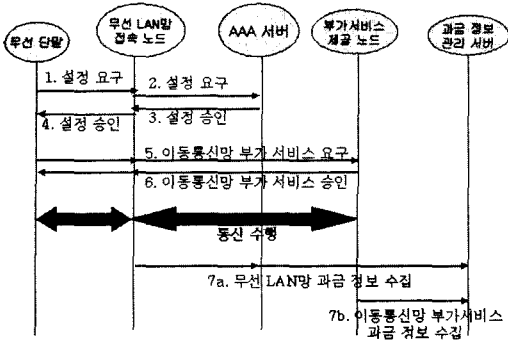 무선 단말
무선 LAN망
접속 노드
AAA 서버
부가서비스
제공 노드
과금 정보
관리 서버
1. 설정 요구
2. 설정 요구
3. 설정 승인
4. 설정 승인
5. 이동통신망 부가 서비스 요구
6. 이동통신망 부가 서비스 승인
통신 수행
7a. 무선 LAN망 과금 정보 수집
7b. 이동통신망 부가서비스
과금 정보 수집